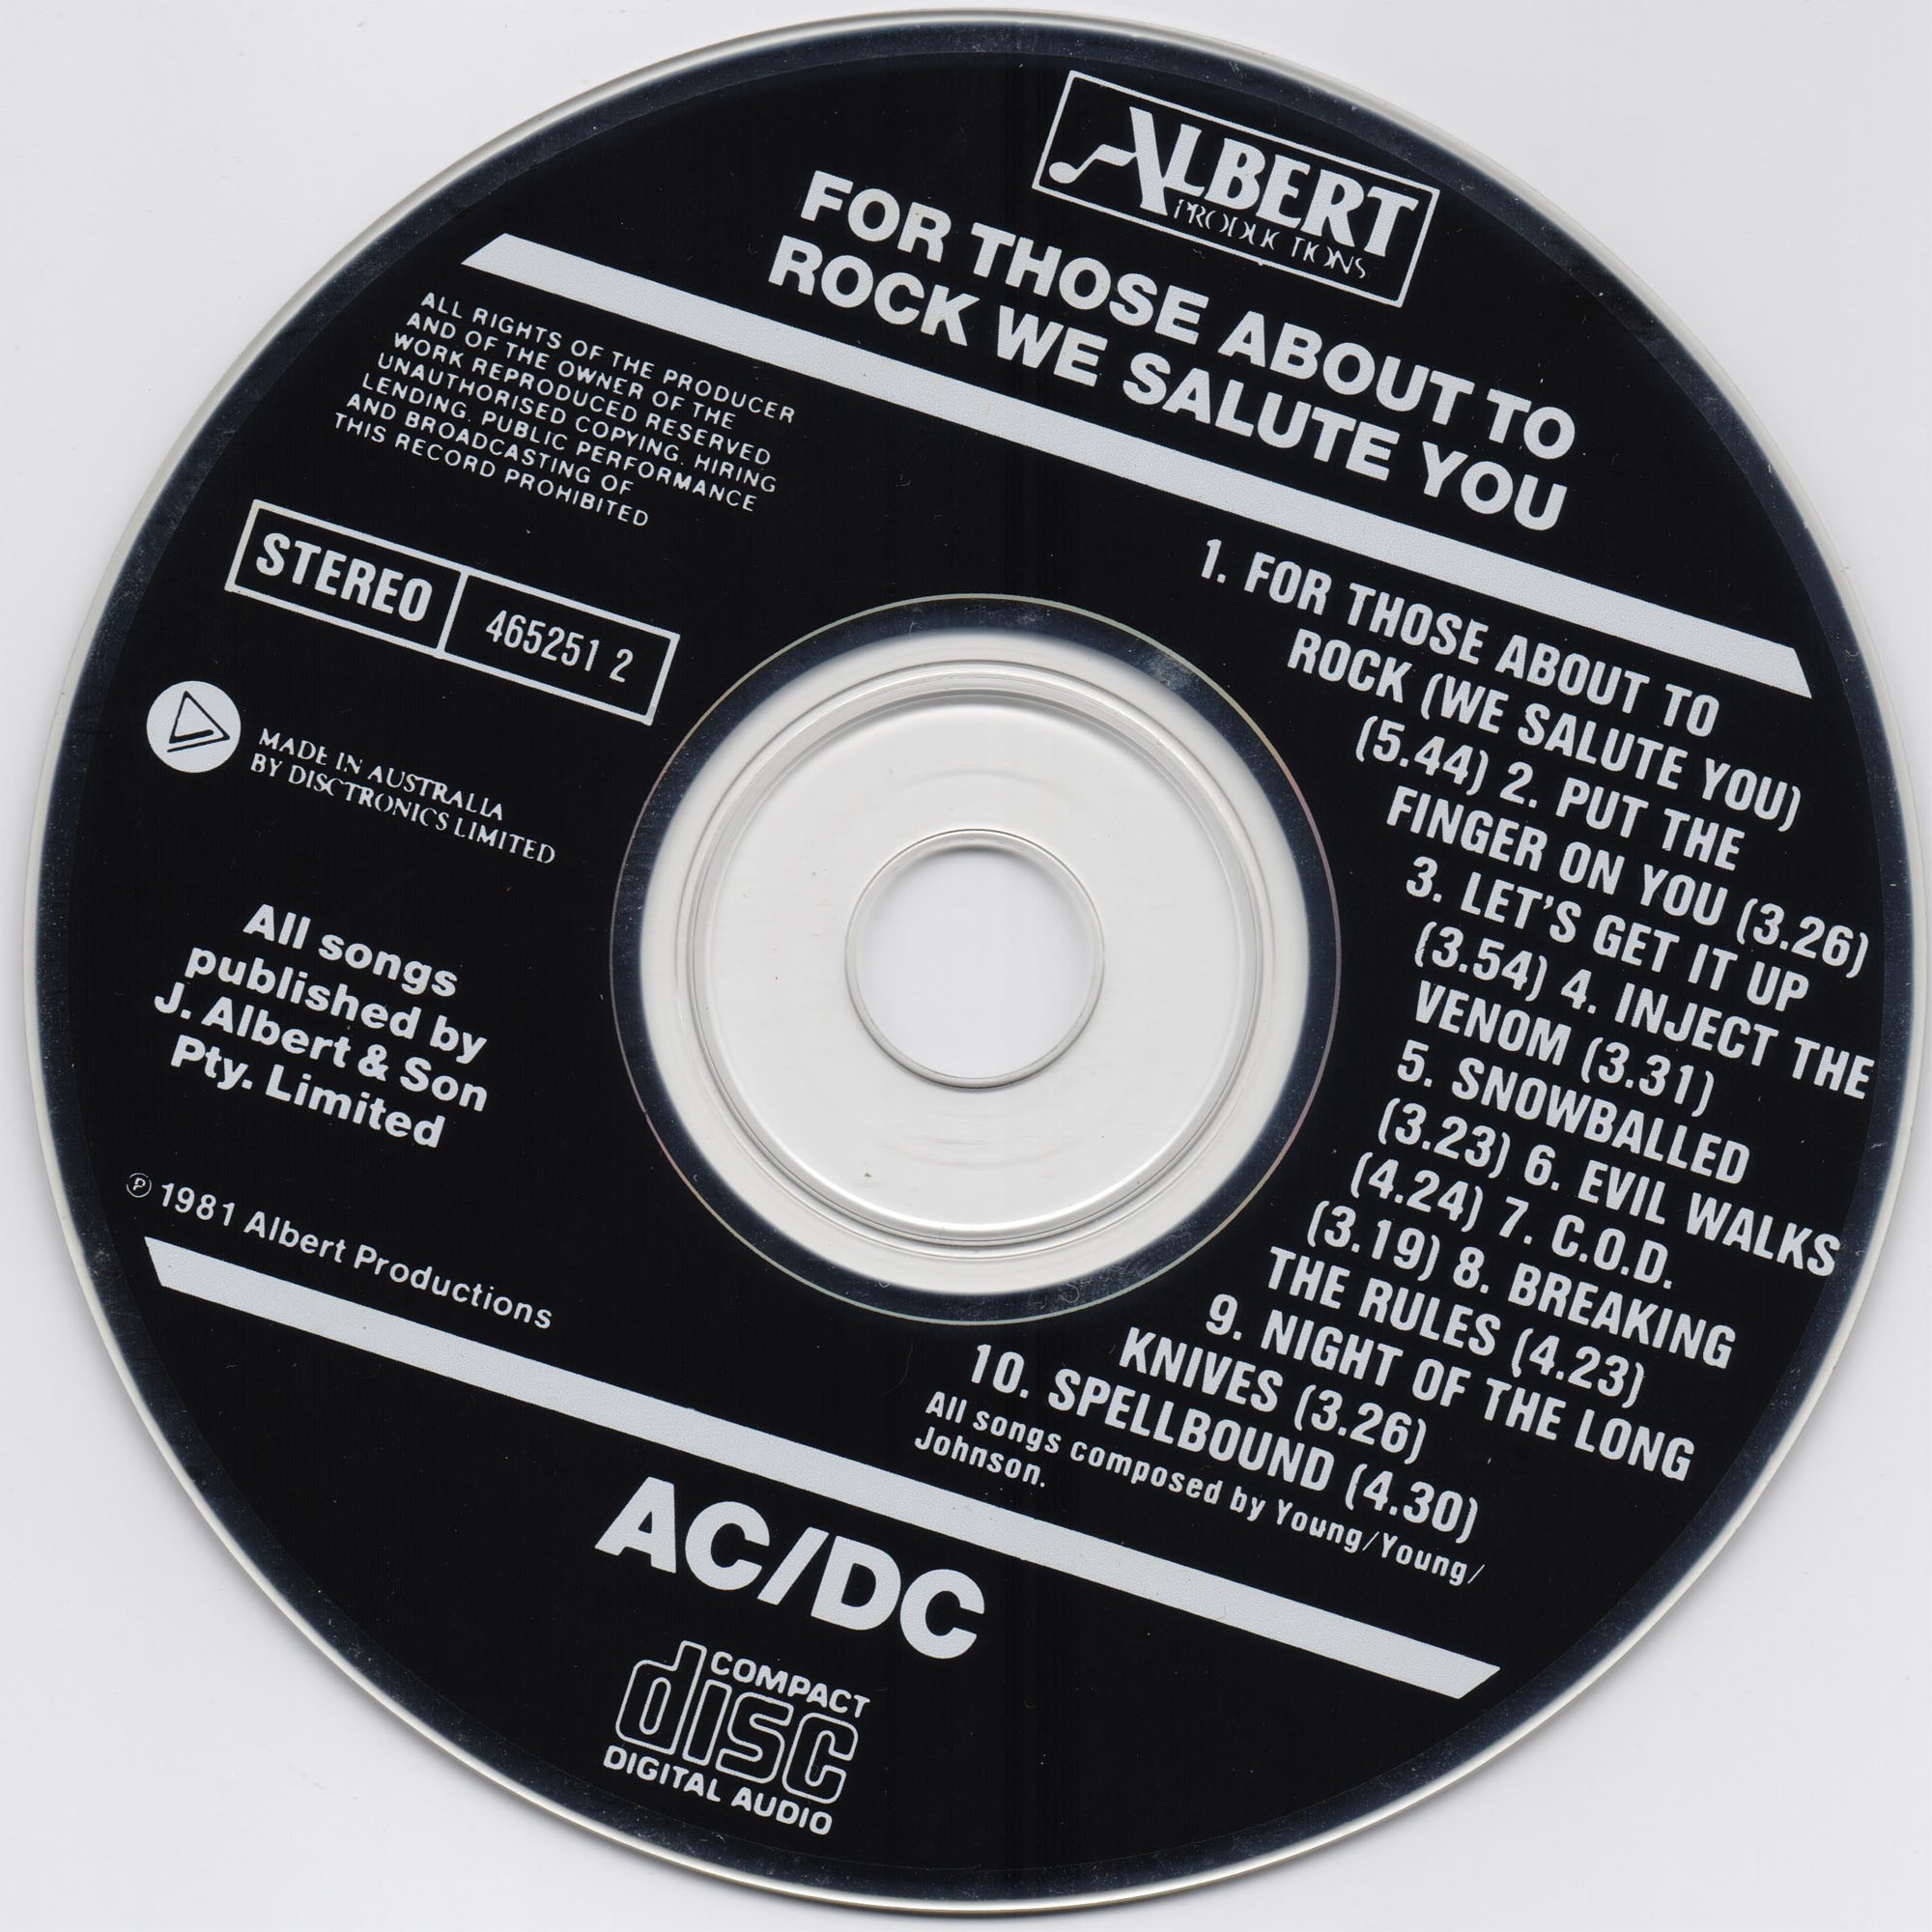 ALBERT
PRODUCTIONS
FOR THOSE ABOUT TO
ROCK WE SALUTE YOU
ALL RIGHTS OF THE PRODUCER
AND OF THE OWNER OF THE
WORK REPRODUCED RESERVED
UNAUTHORISED COPYING, HIRING
LENDING, PUBLIC PERFORMANCE
AND BROADCASTING OF
THIS RECORD PROHIBITED
STEREO 465251 2
MADE IN AUSTRALIA
BY DISCTRONICS LIMITED
All songs
published by
J. Albert & Son
Pty. Limited
℗ 1981 Albert Productions
1. FOR THOSE ABOUT TO
ROCK (WE SALUTE YOU)
(5.44) 2. PUT THE
FINGER ON YOU (3.26)
3. LET'S GET IT UP
(3.54) 4. INJECT THE
VENOM (3.31)
5. SNOWBALLED
(3.23) 6. EVIL WALKS
(4.24) 7. C.O.D.
(3.19) 8. BREAKING
THE RULES (4.23)
9. NIGHT OF THE LONG
KNIVES (3.26)
10. SPELLBOUND (4.30)
All songs composed by Young/Young/
Johnson.
AC/DC
COMPACT
disc
DIGITAL AUDIO